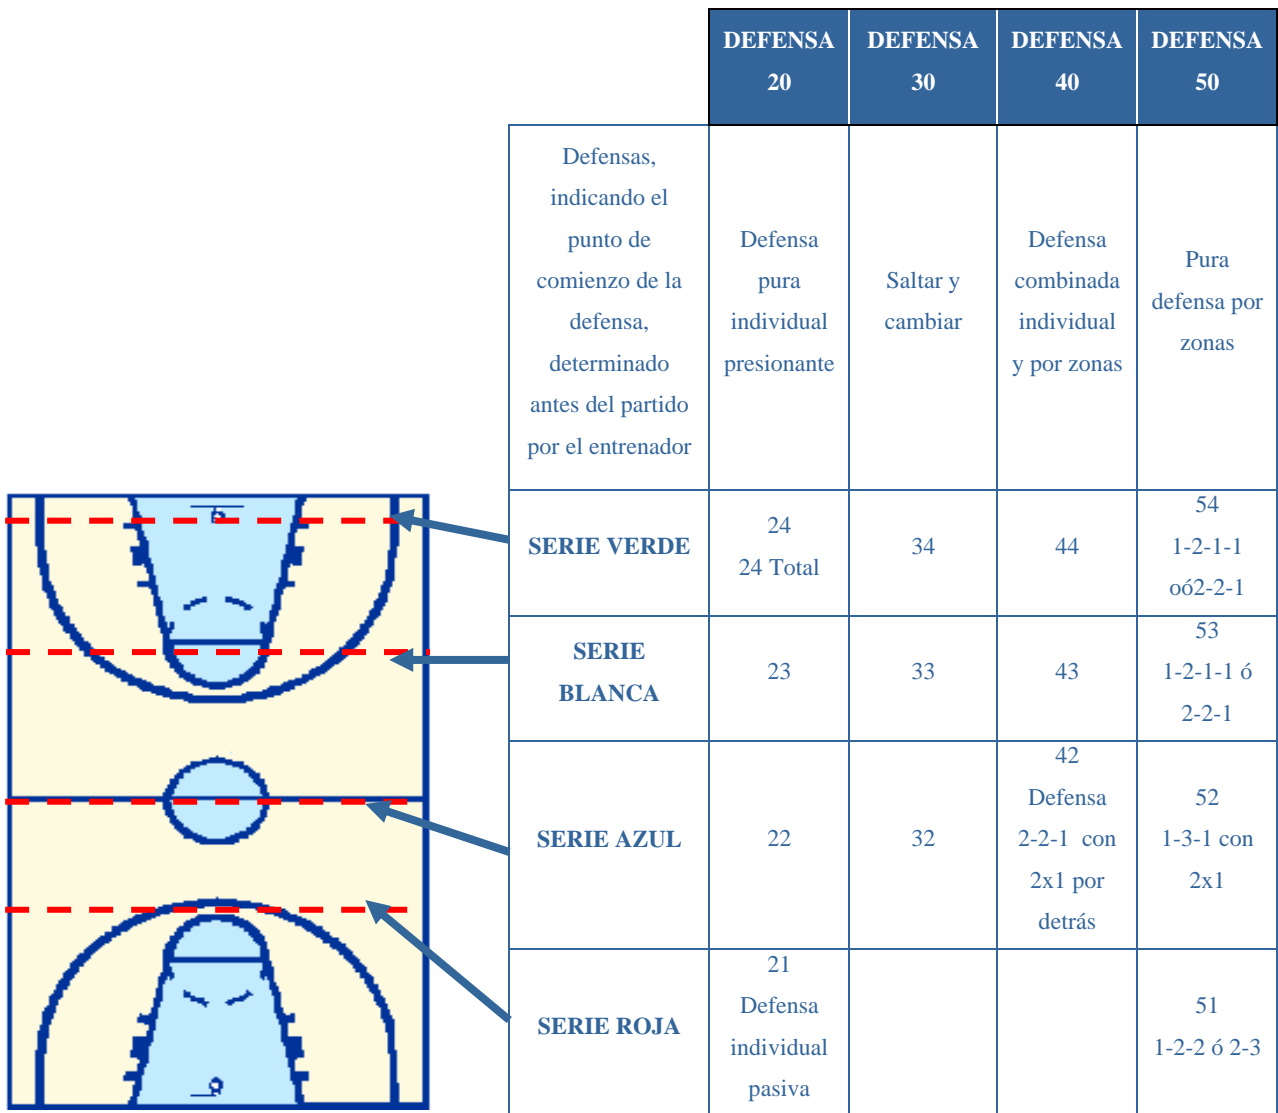 DEFENSA DEFENSA DEFENSA DEFENSA
20 30 40 50
Defensas,
indicando el
punto de
comienzo de la
defensa,
determinado
antes del partido
por el entrenador
Defensa
pura
individual
presionante
Saltar y
cambiar
Defensa
combinada
individual
y por zonas
Pura
defensa por
zonas
SERIE VERDE
24
24 Total
34
44
54
1-2-1-1
oó2-2-1
SERIE
BLANCA
23
33
43
53
1-2-1-1 ó
2-2-1
SERIE AZUL
22
32
42
Defensa
2-2-1 con
2x1 por
detrás
52
1-3-1 con
2x1
SERIE ROJA
21
Defensa
individual
pasiva
51
1-2-2 ó 2-3